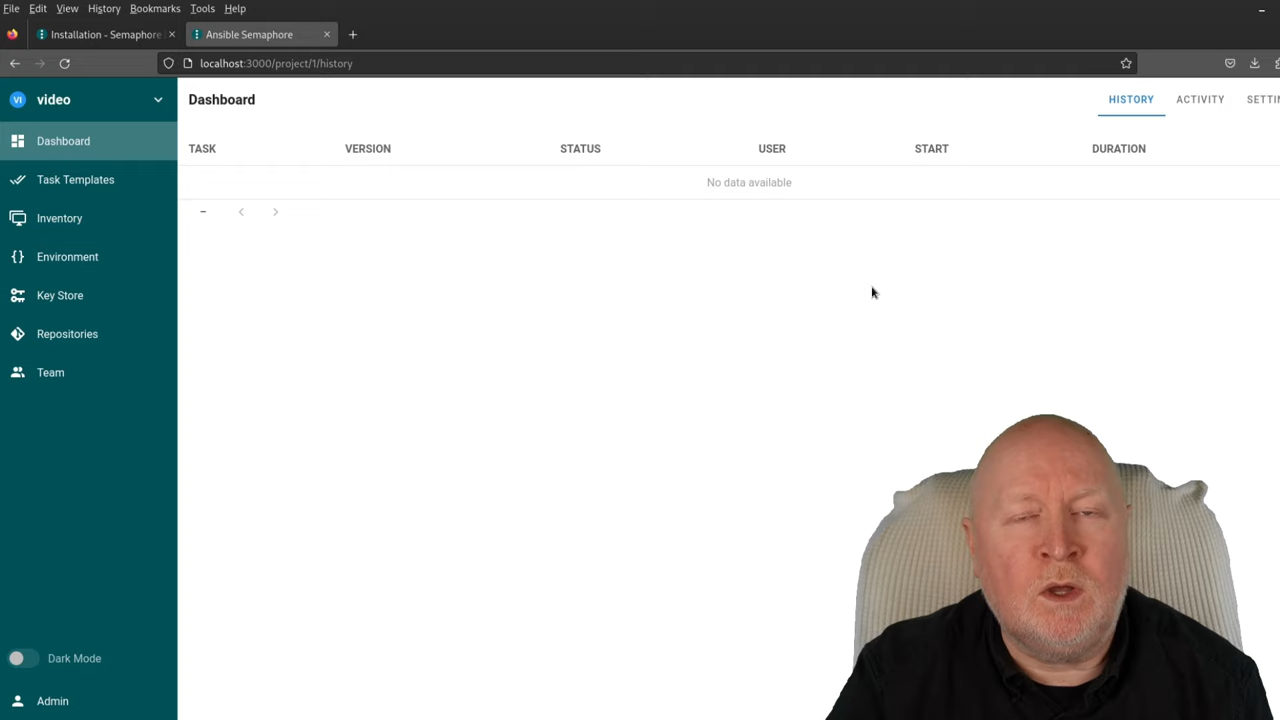 File Edit View History Bookmarks Tools Help
Installation - Semaphore
Ansible Semaphore
localhost:3000/project/1/history
VI video
Dashboard
HISTORY ACTIVITY SETTIN
TASK VERSION STATUS USER START DURATION
No data available
Dashboard
Task Templates
Inventory
Environment
Key Store
Repositories
Team
Dark Mode
Admin